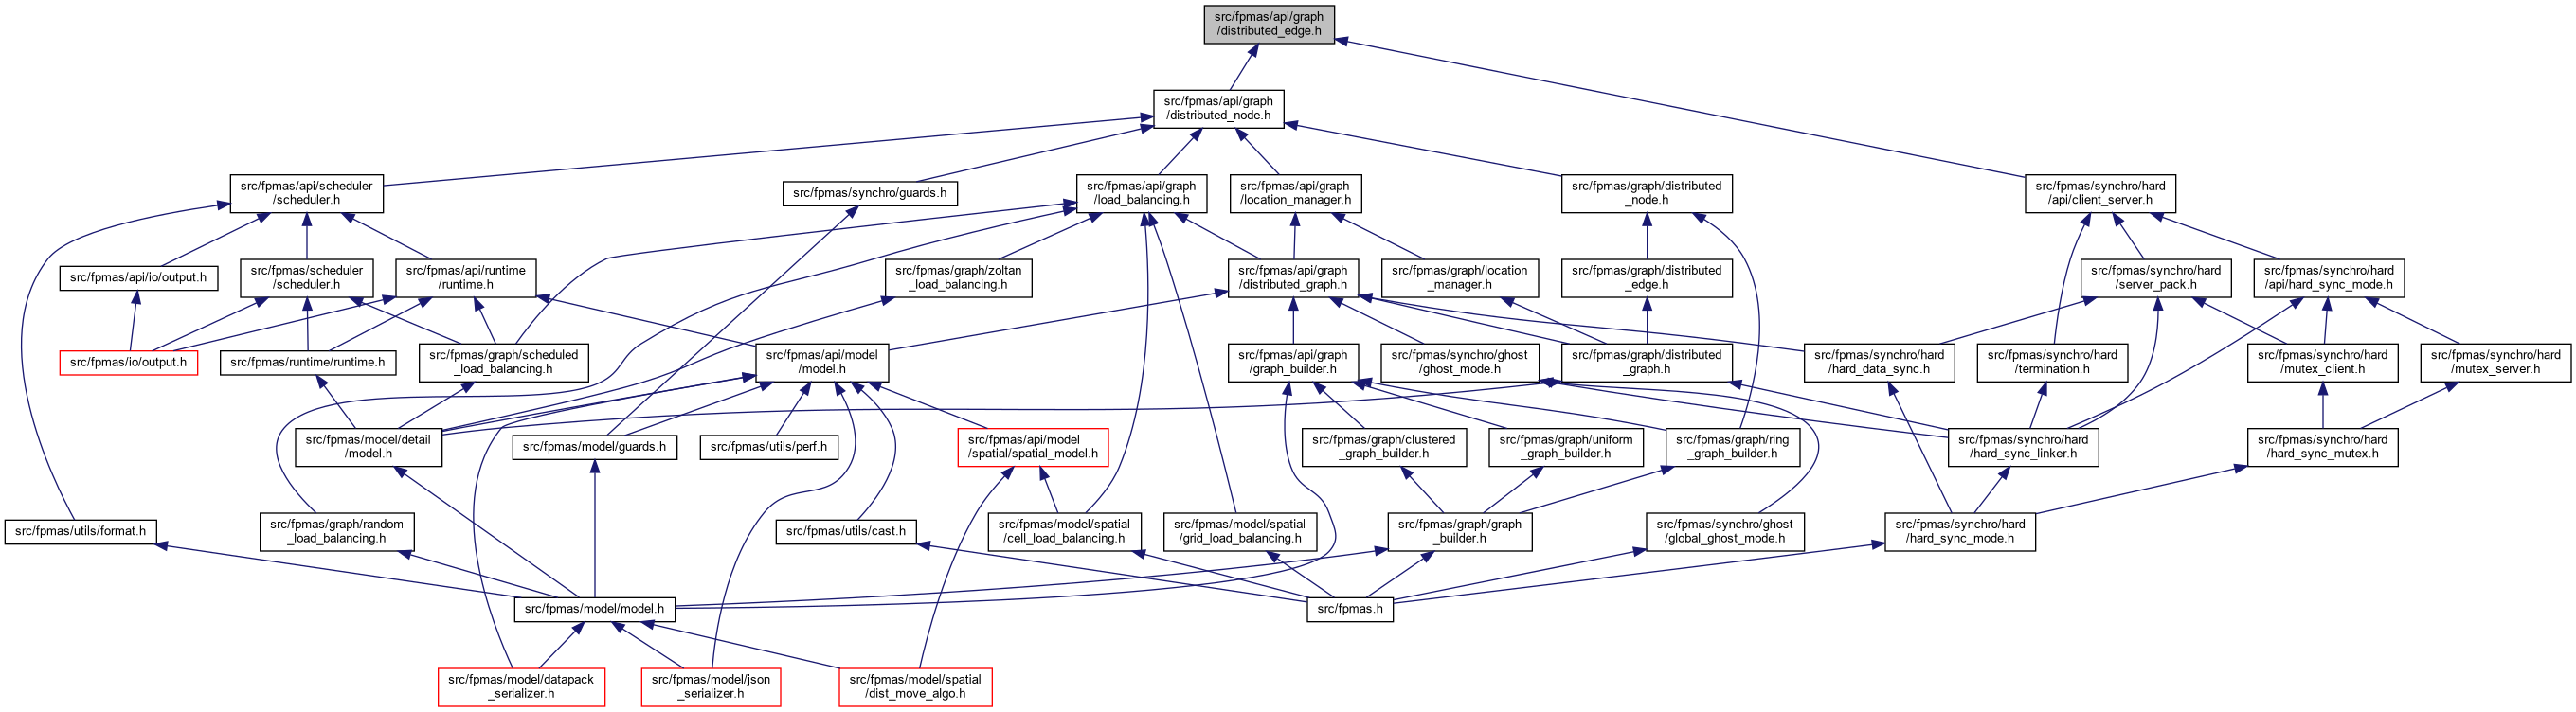 src/fpmas/api/graph
/distributed_edge.h
src/fpmas/api/graph
/distributed_node.h
src/fpmas/api/scheduler
/scheduler.h
src/fpmas/synchro/guards.h
src/fpmas/api/graph
/load_balancing.h
src/fpmas/api/graph
/location_manager.h
src/fpmas/graph/distributed
_node.h
src/fpmas/synchro/hard
/api/client_server.h
src/fpmas/api/io/output.h
src/fpmas/scheduler
/scheduler.h
src/fpmas/api/runtime
/runtime.h
src/fpmas/graph/zoltan
_load_balancing.h
src/fpmas/api/graph
/distributed_graph.h
src/fpmas/graph/location
_manager.h
src/fpmas/graph/distributed
_edge.h
src/fpmas/synchro/hard
/server_pack.h
src/fpmas/synchro/hard
/api/hard_sync_mode.h
src/fpmas/io/output.h
src/fpmas/runtime/runtime.h
src/fpmas/graph/scheduled
_load_balancing.h
src/fpmas/api/model
/model.h
src/fpmas/api/graph
/graph_builder.h
src/fpmas/synchro/ghost
/ghost_mode.h
src/fpmas/graph/distributed
_graph.h
src/fpmas/synchro/hard
/hard_data_sync.h
src/fpmas/synchro/hard
/termination.h
src/fpmas/synchro/hard
/mutex_client.h
src/fpmas/synchro/hard
/mutex_server.h
src/fpmas/model/detail
/model.h
src/fpmas/model/guards.h
src/fpmas/utils/perf.h
src/fpmas/api/model
/spatial/spatial_model.h
src/fpmas/graph/clustered
_graph_builder.h
src/fpmas/graph/uniform
_graph_builder.h
src/fpmas/graph/ring
_graph_builder.h
src/fpmas/synchro/hard
/hard_sync_linker.h
src/fpmas/synchro/hard
/hard_sync_mutex.h
src/fpmas/utils/format.h
src/fpmas/graph/random
_load_balancing.h
src/fpmas/utils/cast.h
src/fpmas/model/spatial
/cell_load_balancing.h
src/fpmas/model/spatial
/grid_load_balancing.h
src/fpmas/graph/graph
_builder.h
src/fpmas/synchro/ghost
/global_ghost_mode.h
src/fpmas/synchro/hard
/hard_sync_mode.h
src/fpmas/model/model.h
src/fpmas.h
src/fpmas/model/datapack
_serializer.h
src/fpmas/model/json
_serializer.h
src/fpmas/model/spatial
/dist_move_algo.h